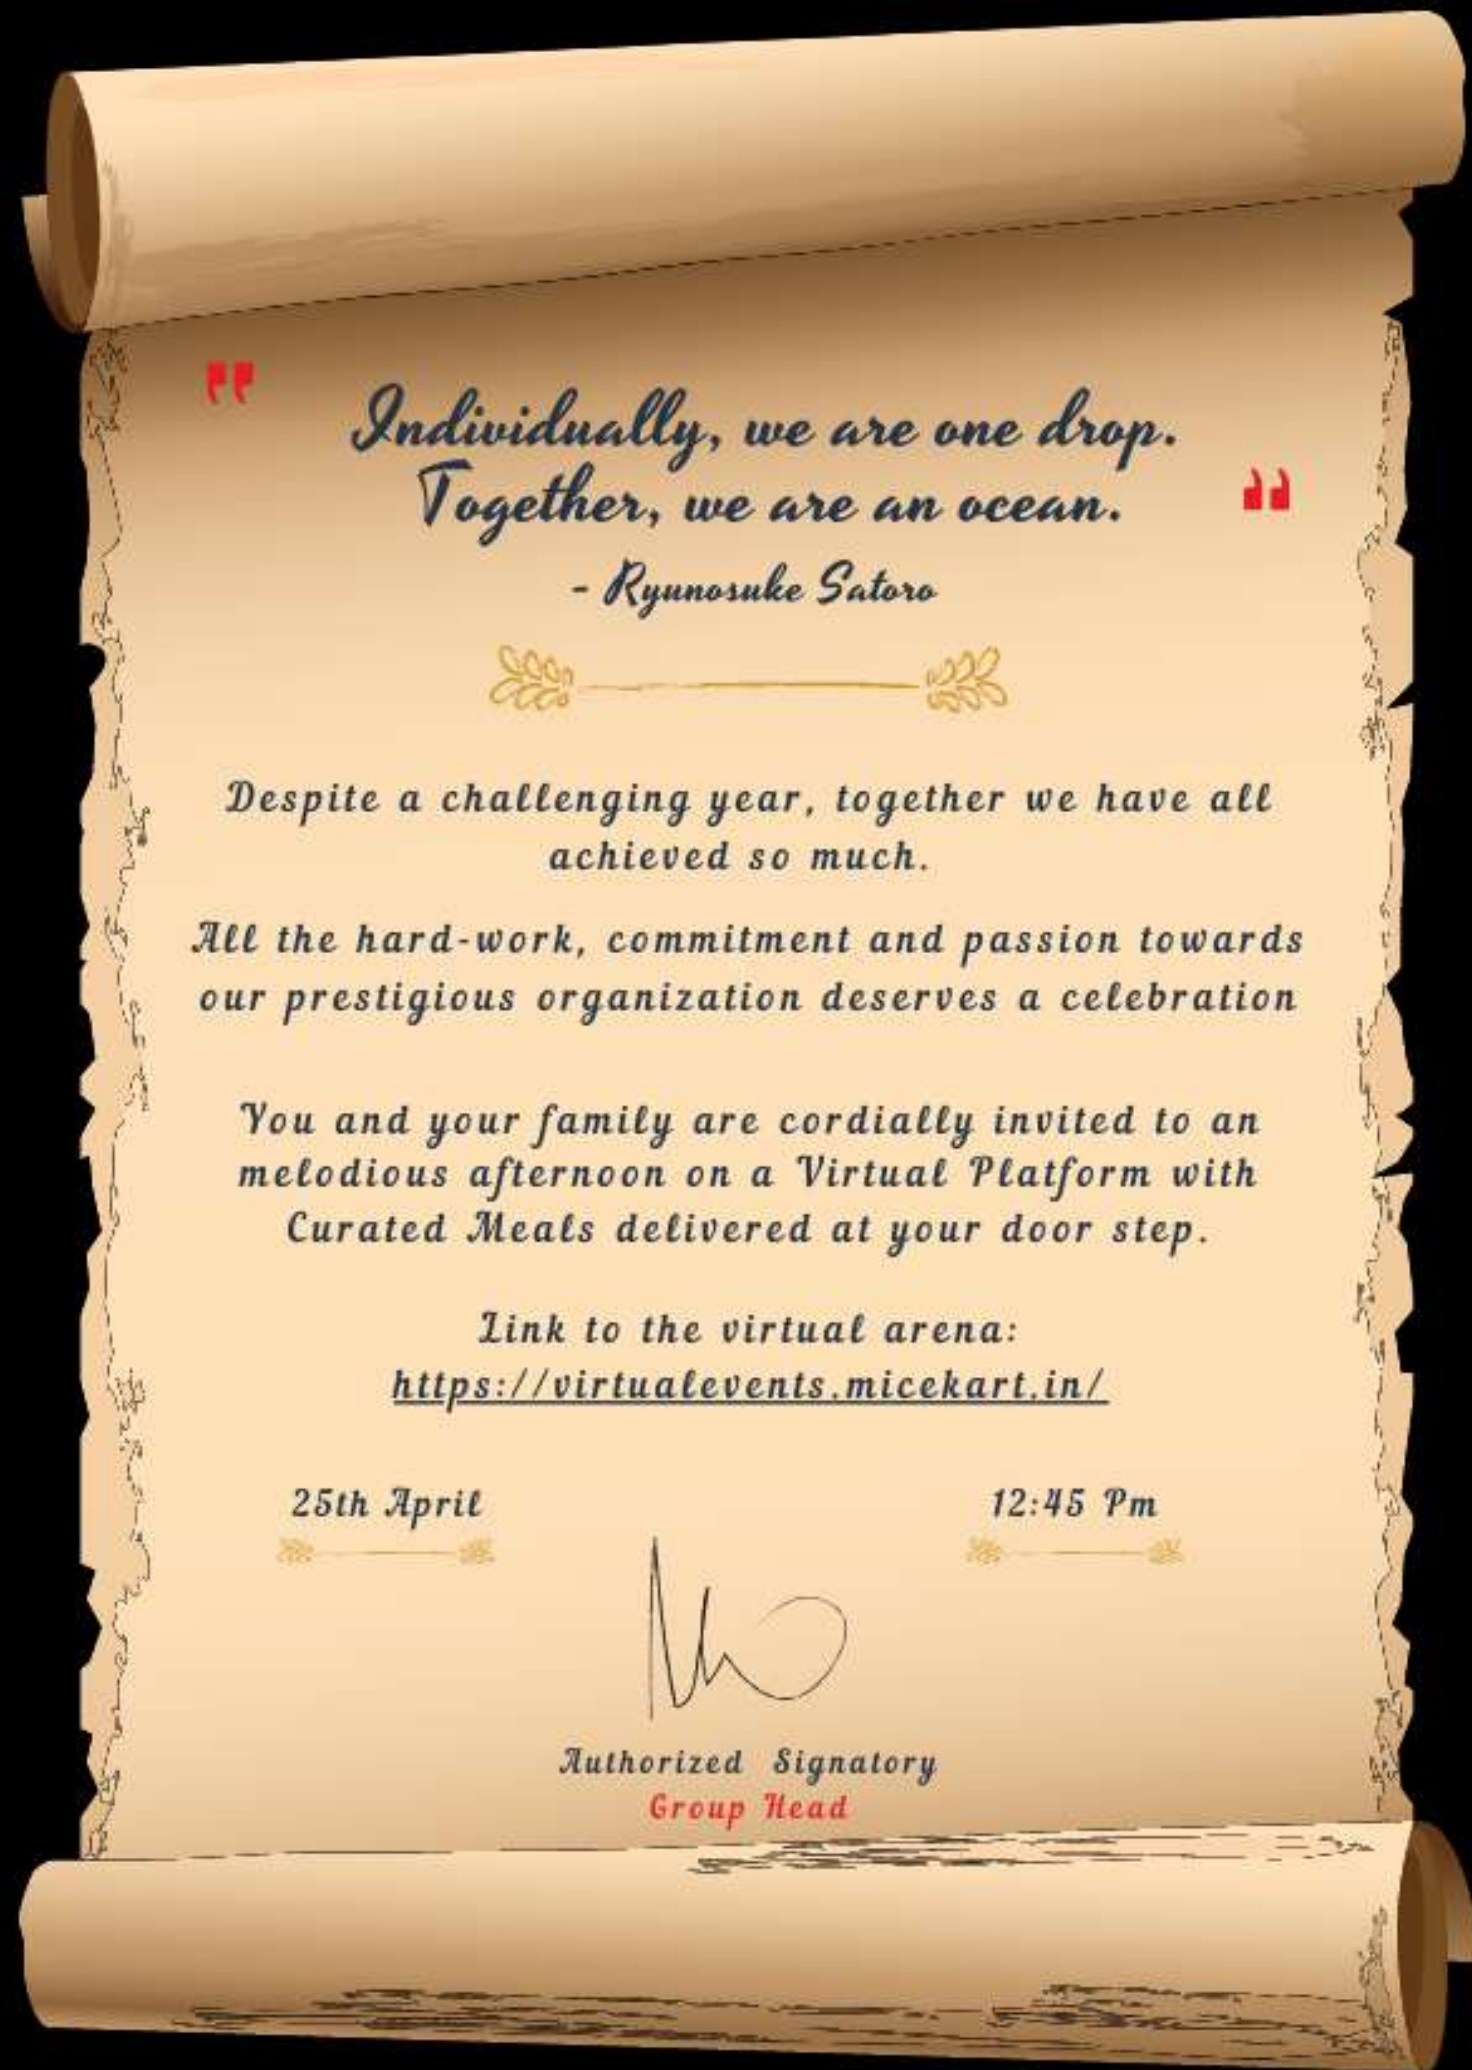 " Individually, we are one drop.
Together, we are an ocean. "
- Ryunosuke Satoro
Despite a challenging year, together we have all
achieved so much.
All the hard-work, commitment and passion towards
our prestigious organization deserves a celebration
You and your family are cordially invited to an
melodious afternoon on a Virtual Platform with
Curated Meals delivered at your door step.
Link to the virtual arena:
https://virtualevents.micekart.in/
25th April
12:45 Pm
Authorized Signatory
Group Head